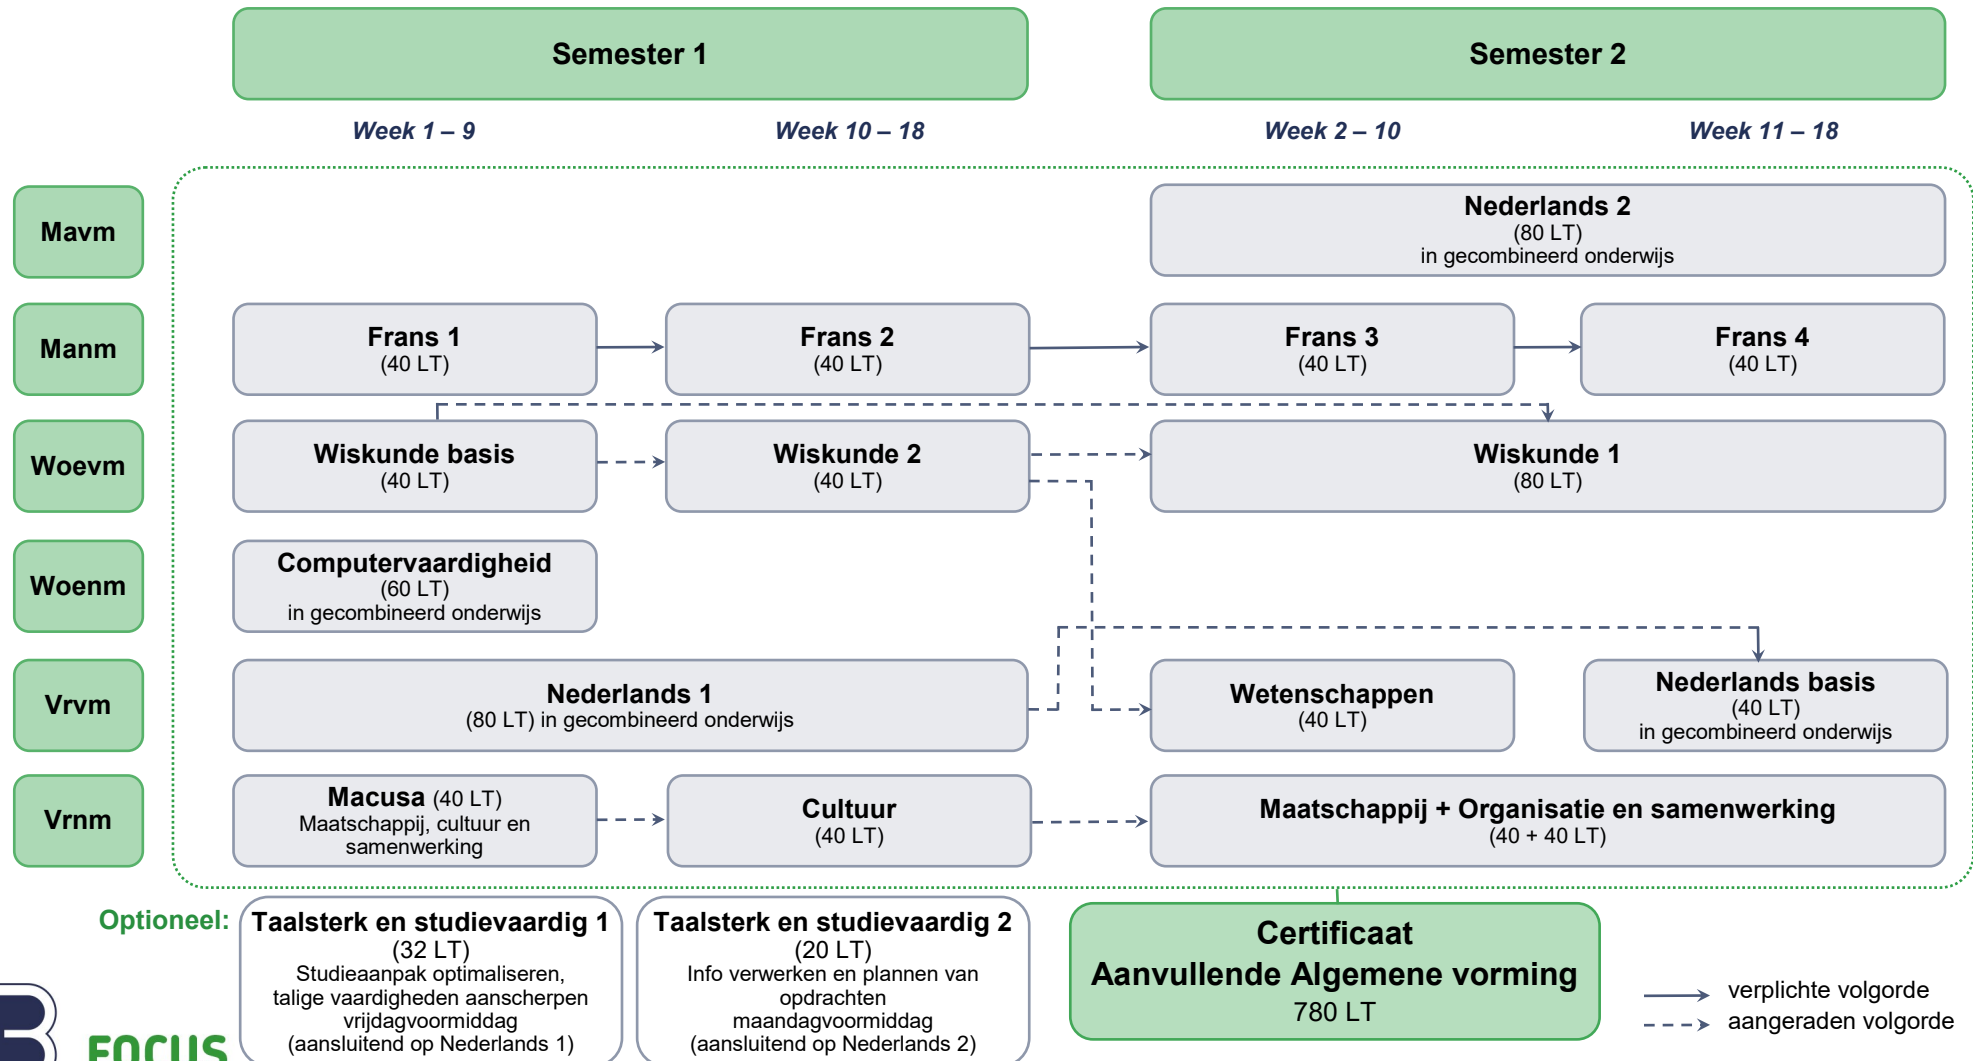 Semester 1
Semester 2
Week 1 – 9
Week 10 – 18
Week 2 – 10
Week 11 – 18
Mavm
Nederlands 2
(80 LT)
in gecombineerd onderwijs
Manm
Frans 1
(40 LT)
Frans 2
(40 LT)
Frans 3
(40 LT)
Frans 4
(40 LT)
Woevm
Wiskunde basis
(40 LT)
Wiskunde 2
(40 LT)
Wiskunde 1
(80 LT)
Woenm
Computervaardigheid
(60 LT)
in gecombineerd onderwijs
Vrvm
Nederlands 1
(80 LT) in gecombineerd onderwijs
Wetenschappen
(40 LT)
Nederlands basis
(40 LT)
in gecombineerd onderwijs
Vrnm
Macusa (40 LT)
Maatschappij, cultuur en
samenwerking
Cultuur
(40 LT)
Maatschappij + Organisatie en samenwerking
(40 + 40 LT)
Optioneel:
Taalsterk en studievaardig 1
(32 LT)
Studieaanpak optimaliseren,
talige vaardigheden aanscherpen
vrijdagvoormiddag
(aansluitend op Nederlands 1)
Taalsterk en studievaardig 2
(20 LT)
Info verwerken en plannen van
opdrachten
maandagvoormiddag
(aansluitend op Nederlands 2)
Certificaat
Aanvullende Algemene vorming
780 LT
verplichte volgorde
aangeraden volgorde
FOCUS